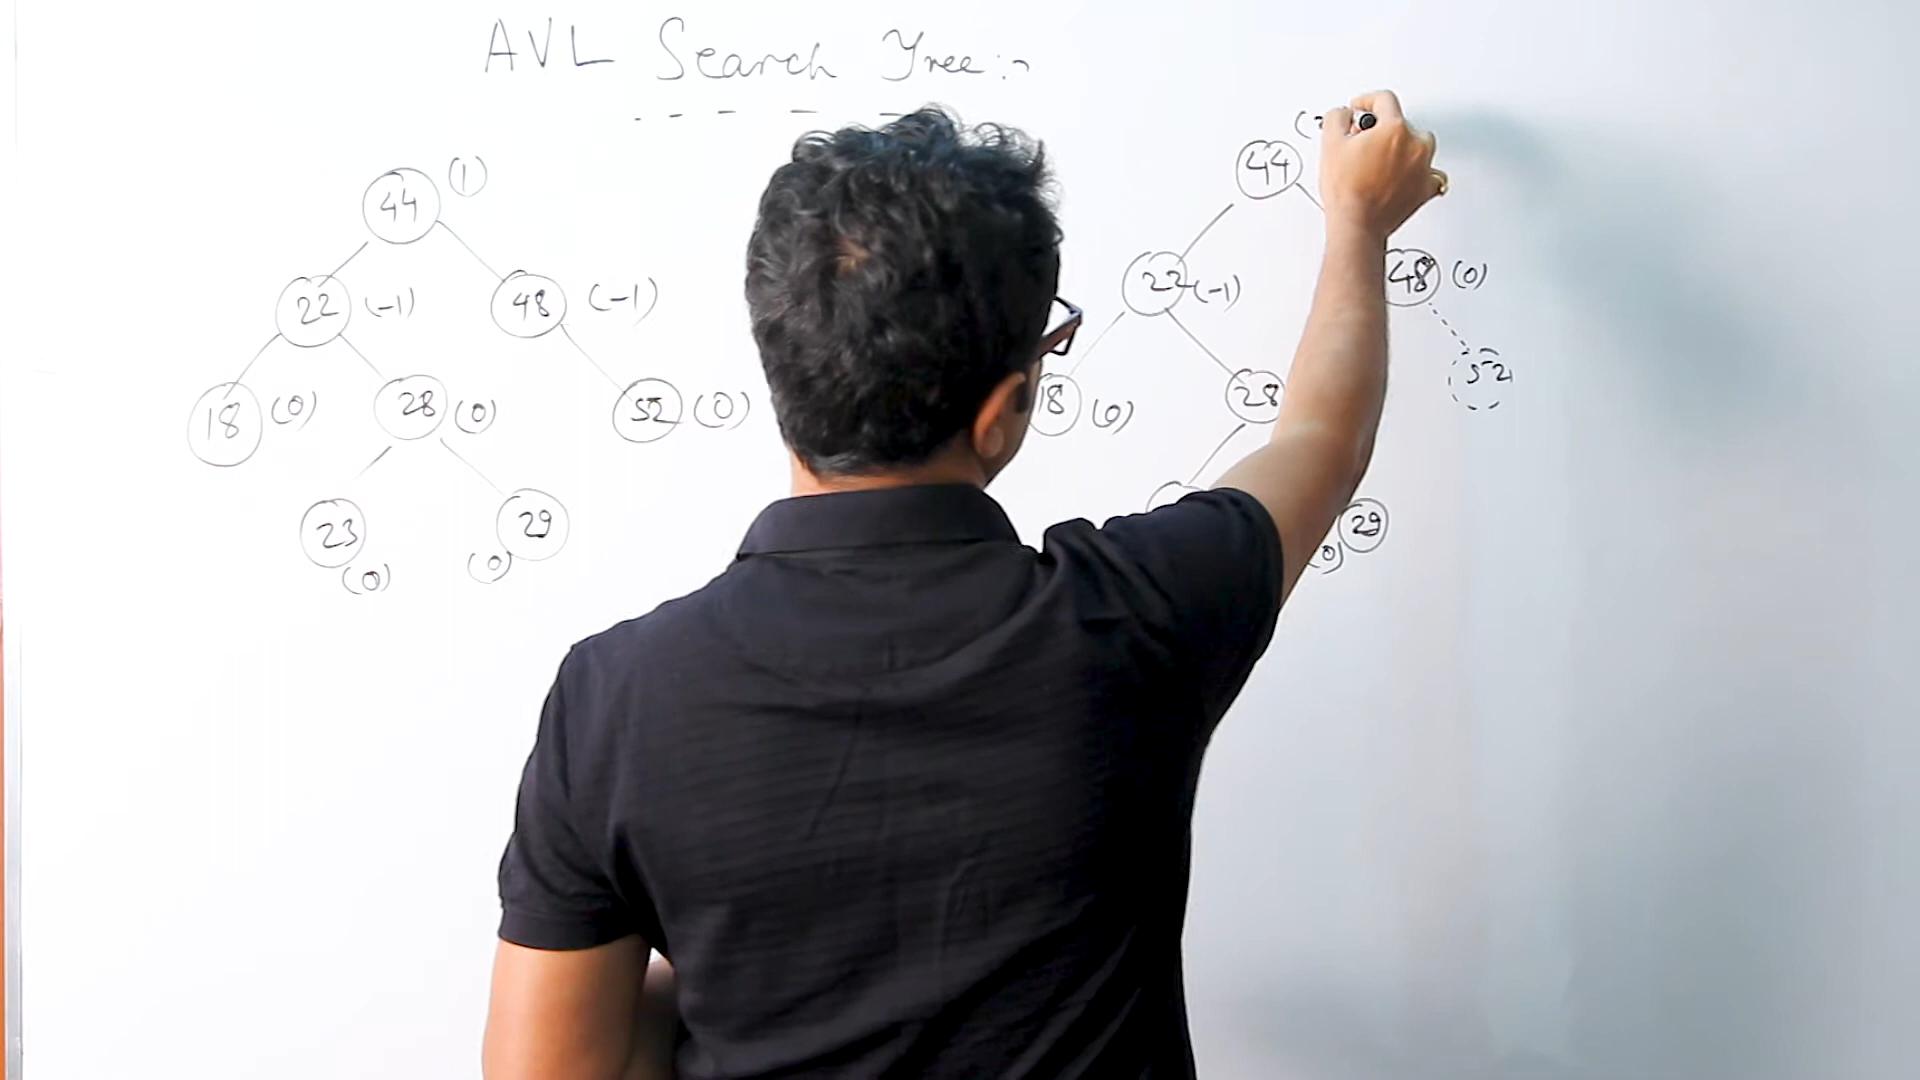 AVL Search Tree :-
44 (1)
22 (-1) 48 (-1)
18 (0) 28 (0) 52 (0)
23 (0) 29 (0)
44
22 (-1) 48 (0)
18 (0) 28 52
29 (0)